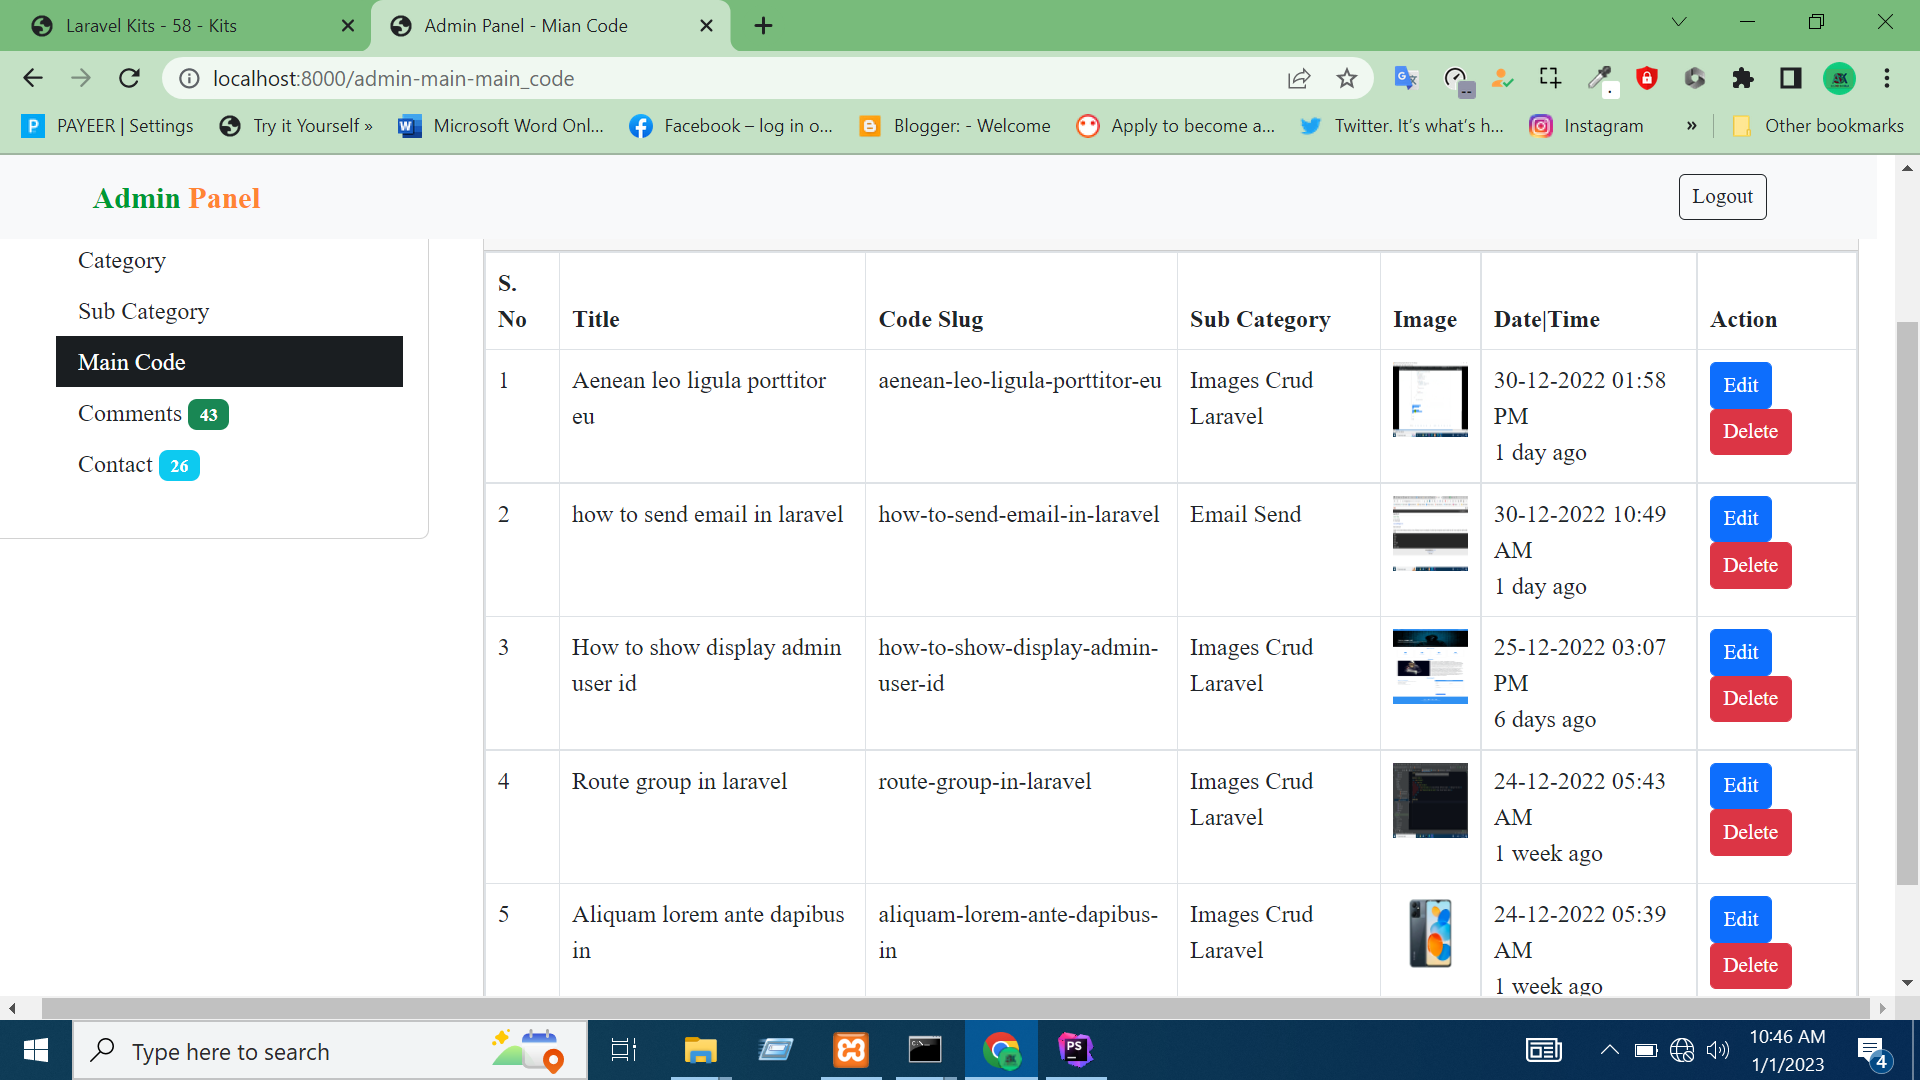 Laravel Kits - 58 - Kits
Admin Panel - Mian Code
localhost:8000/admin-main-main_code
PAYEER | Settings
Try it Yourself »
Microsoft Word Onl...
Facebook – log in o...
Blogger: - Welcome
Apply to become a...
Twitter. It's what's h...
Instagram
»
Other bookmarks
Admin Panel
Logout
Category
Sub Category
Main Code
Comments 43
Contact 26
S. No
Title
Code Slug
Sub Category
Image
Date|Time
Action
1
Aenean leo ligula porttitor
eu
aenean-leo-ligula-porttitor-eu
Images Crud
Laravel
30-12-2022 01:58
PM
1 day ago
Edit
Delete
2
how to send email in laravel
how-to-send-email-in-laravel
Email Send
30-12-2022 10:49
AM
1 day ago
Edit
Delete
3
How to show display admin
user id
how-to-show-display-admin-
user-id
Images Crud
Laravel
25-12-2022 03:07
PM
6 days ago
Edit
Delete
4
Route group in laravel
route-group-in-laravel
Images Crud
Laravel
24-12-2022 05:43
AM
1 week ago
Edit
Delete
5
Aliquam lorem ante dapibus
in
aliquam-lorem-ante-dapibus-
in
Images Crud
Laravel
24-12-2022 05:39
AM
1 week ago
Edit
Delete
Type here to search
PS
10:46 AM
1/1/2023
4